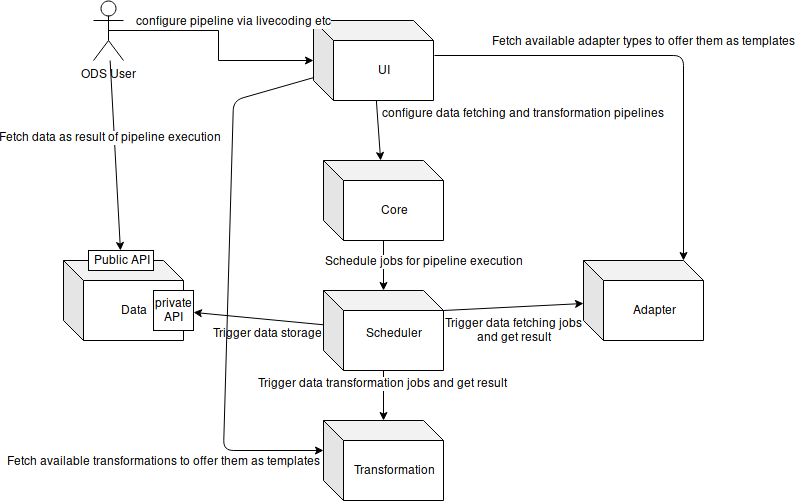 configure pipeline via livecoding etc
Fetch available adapter types to offer them as templates
UI
ODS User
configure data fetching and transformation pipelines
Fetch data as result of pipeline execution
Core
Public API
Schedule jobs for pipeline execution
private
API
Data
Adapter
Trigger data storage
Scheduler
Trigger data fetching jobs
and get result
Trigger data transformation jobs and get result
Fetch available transformations to offer them as templates
Transformation